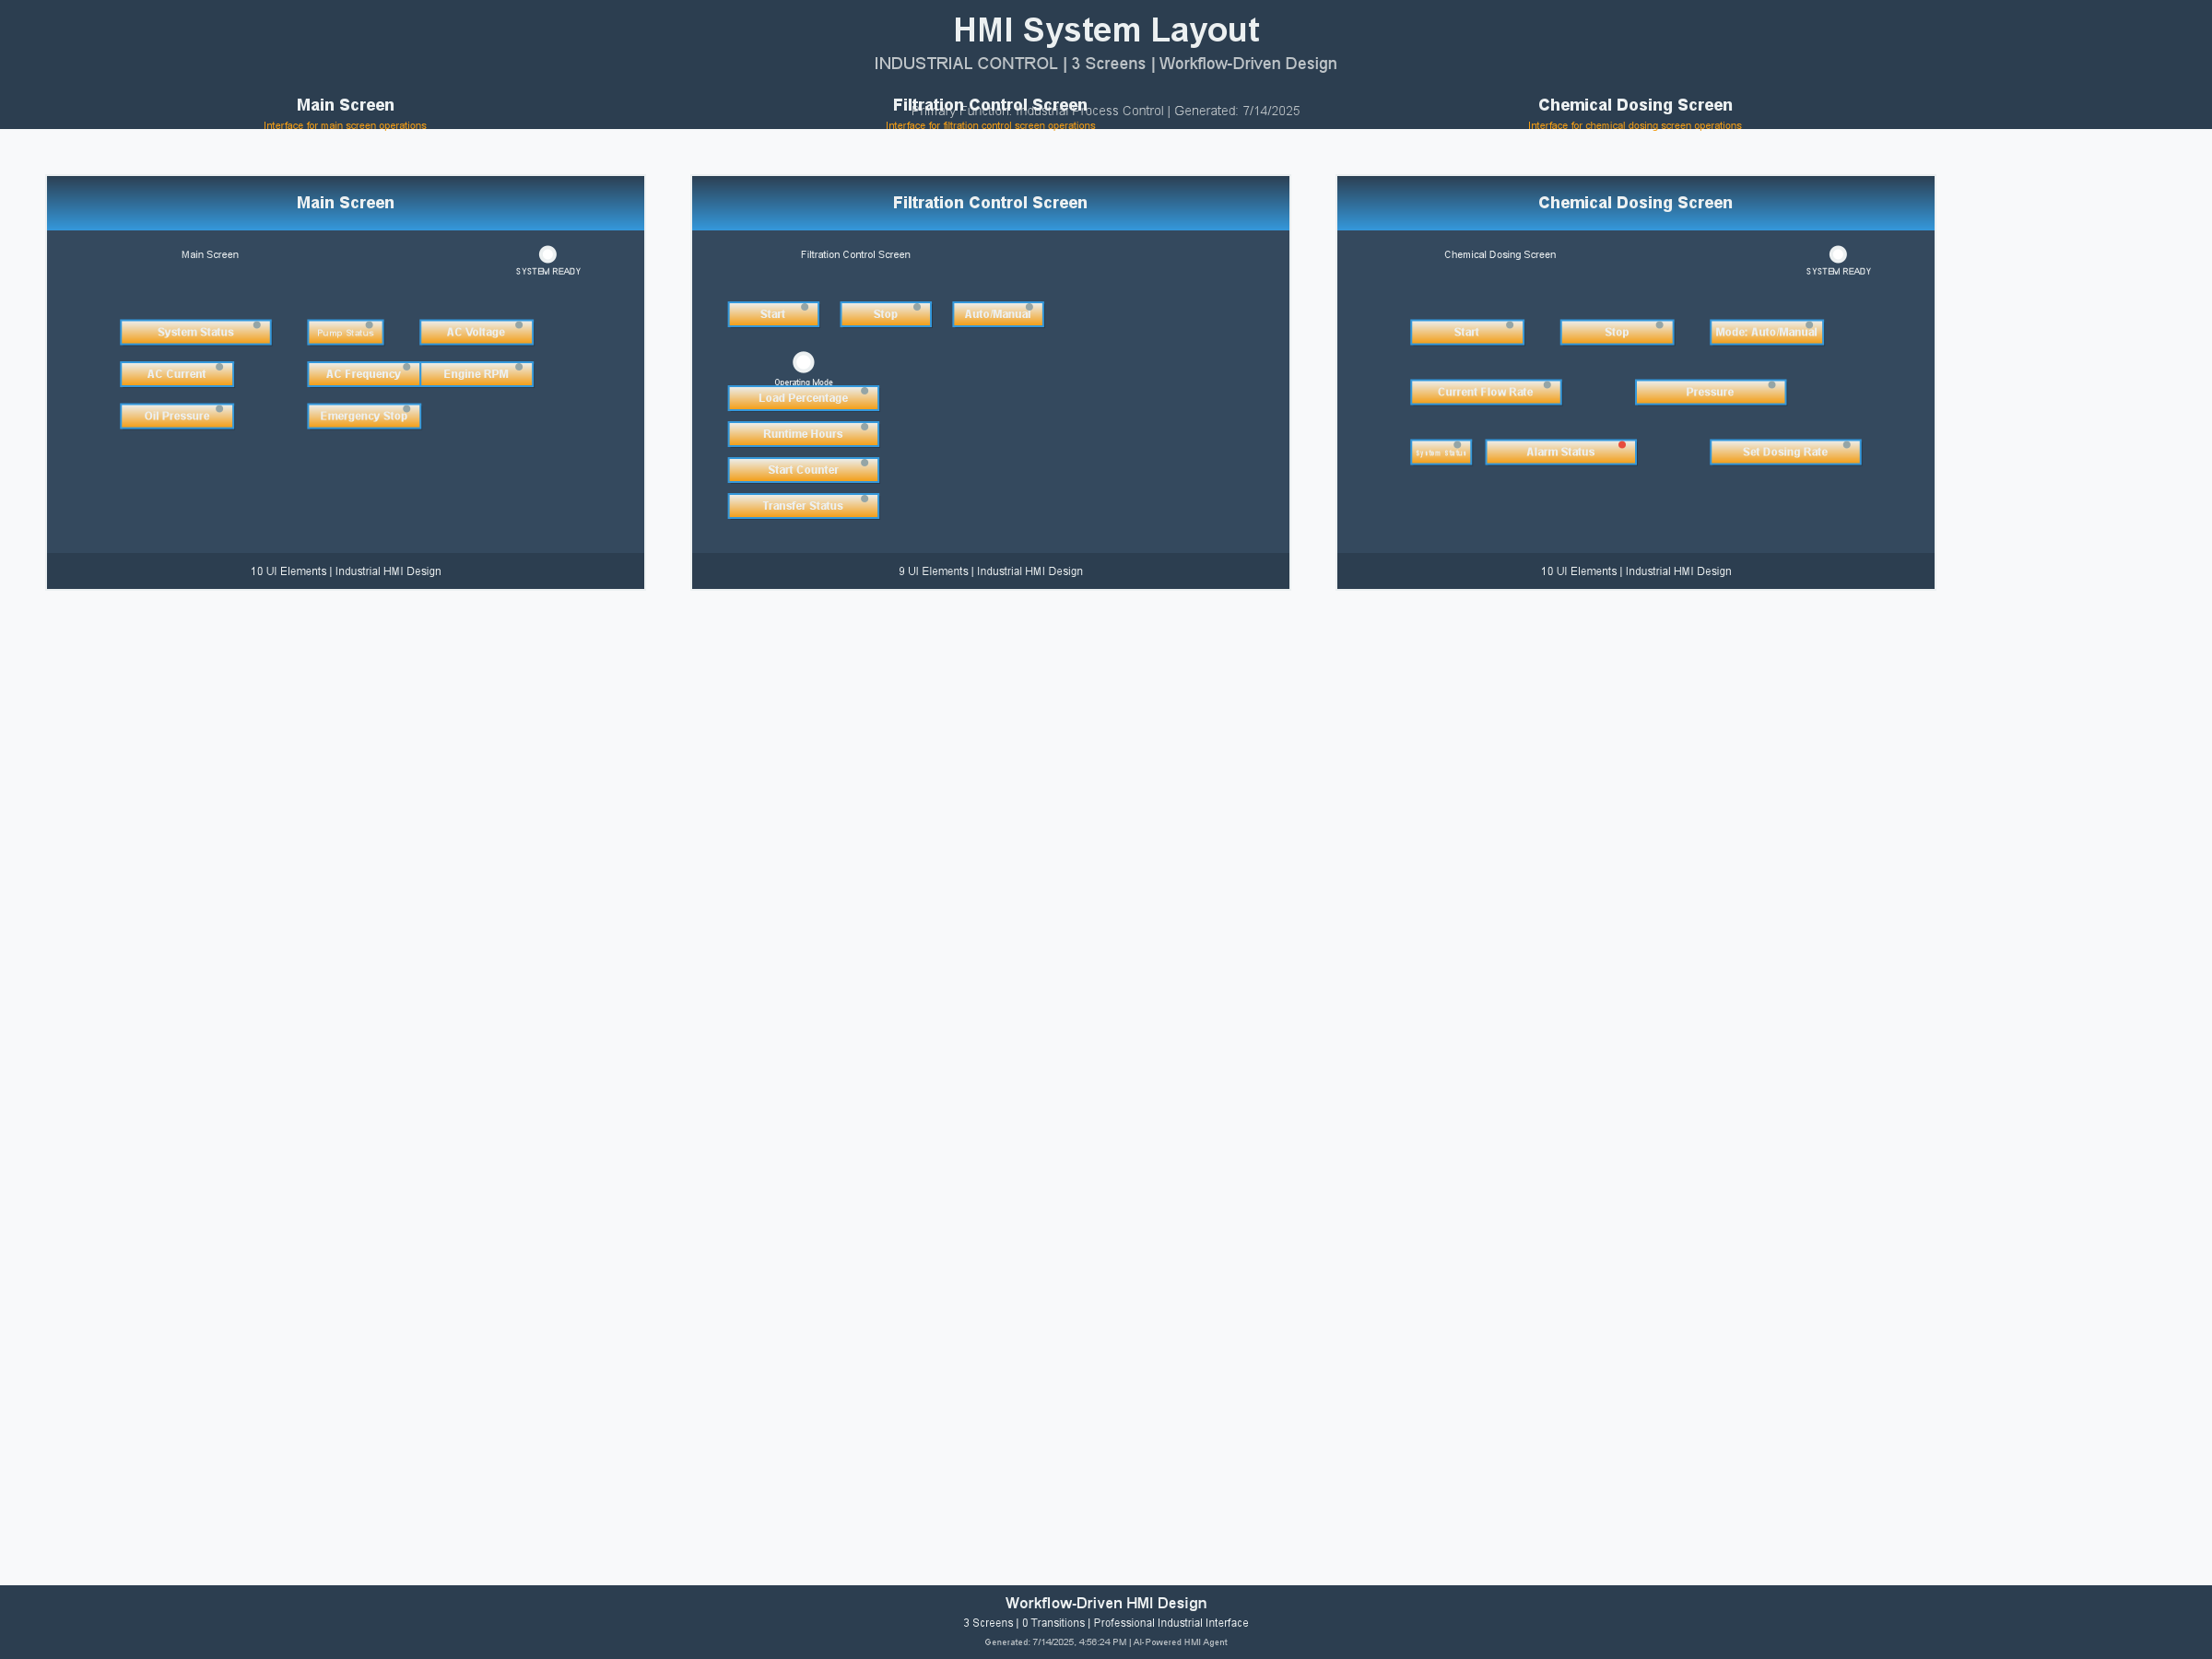 HMI System Layout
INDUSTRIAL CONTROL | 3 Screens | Workflow-Driven Design
Primary Function: Industrial Process Control | Generated: 7/14/2025
Main Screen
Interface for main screen operations
Filtration Control Screen
Interface for filtration control screen operations
Chemical Dosing Screen
Interface for chemical dosing screen operations
Main Screen
Main Screen
SYSTEM READY
System Status
Pump Status
AC Voltage
AC Current
AC Frequency
Engine RPM
Oil Pressure
Emergency Stop
10 UI Elements | Industrial HMI Design
Filtration Control Screen
Filtration Control Screen
Start
Stop
Auto/Manual
Operating Mode
Load Percentage
Runtime Hours
Start Counter
Transfer Status
9 UI Elements | Industrial HMI Design
Chemical Dosing Screen
Chemical Dosing Screen
SYSTEM READY
Start
Stop
Mode: Auto/Manual
Current Flow Rate
Pressure
System Status
Alarm Status
Set Dosing Rate
10 UI Elements | Industrial HMI Design
Workflow-Driven HMI Design
3 Screens | 0 Transitions | Professional Industrial Interface
Generated: 7/14/2025, 4:56:24 PM | AI-Powered HMI Agent